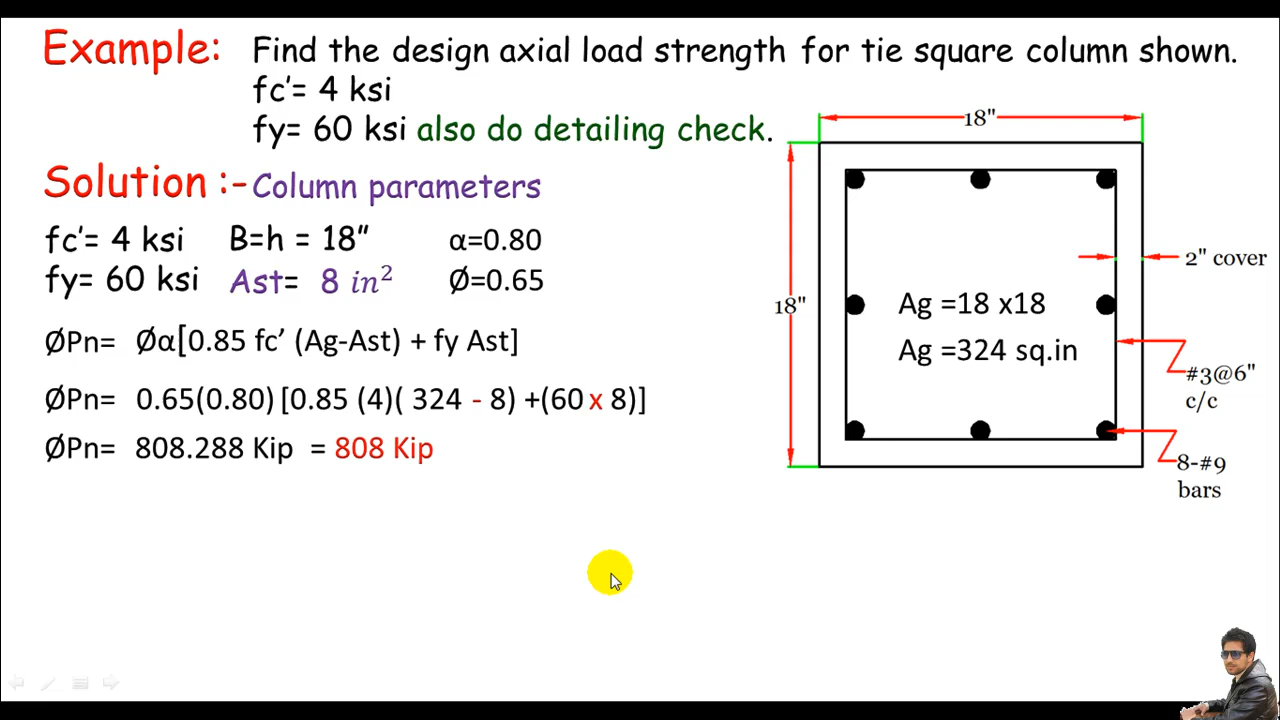 Example: Find the design axial load strength for tie square column shown.
fc’= 4 ksi
fy= 60 ksi also do detailing check.
Solution :- Column parameters
fc’= 4 ksi B=h = 18” α=0.80
fy= 60 ksi Ast= 8 in² Ø=0.65
ØPn= Øα[0.85 fc’ (Ag-Ast) + fy Ast]
ØPn= 0.65(0.80) [0.85 (4)( 324 - 8) +(60 x 8)]
ØPn= 808.288 Kip = 808 Kip
18"
18"
2" cover
Ag =18 x18
Ag =324 sq.in
#3@6"
c/c
8-#9
bars